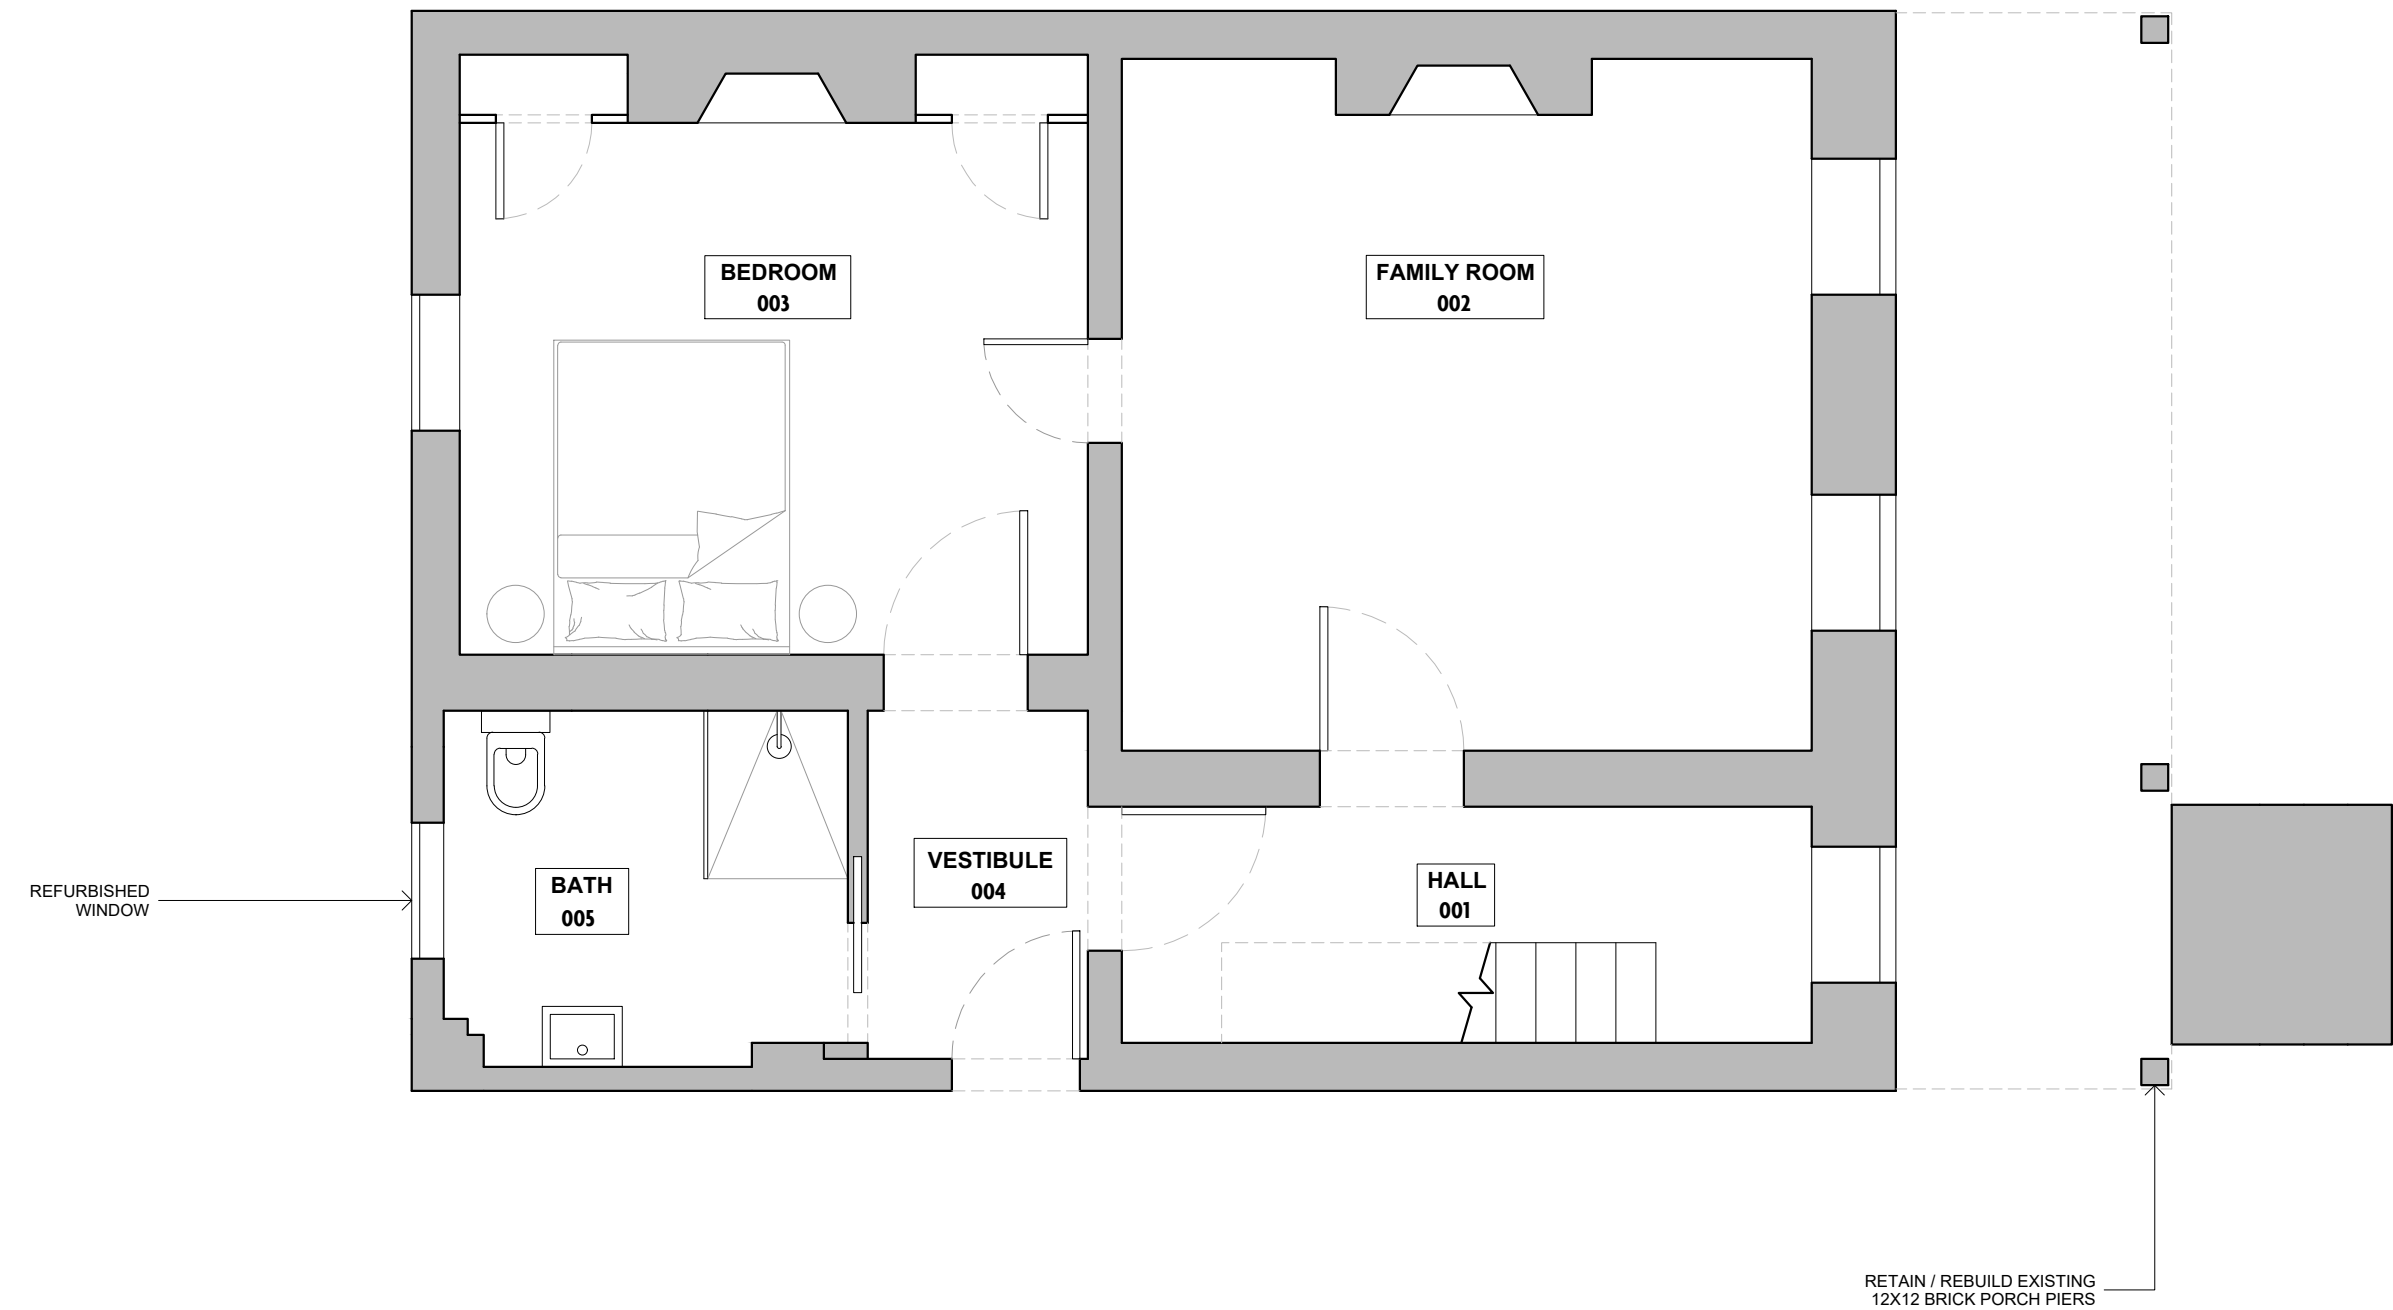 BEDROOM
003
FAMILY ROOM
002
VESTIBULE
004
HALL
001
BATH
005
REFURBISHED
WINDOW
RETAIN / REBUILD EXISTING
12X12 BRICK PORCH PIERS